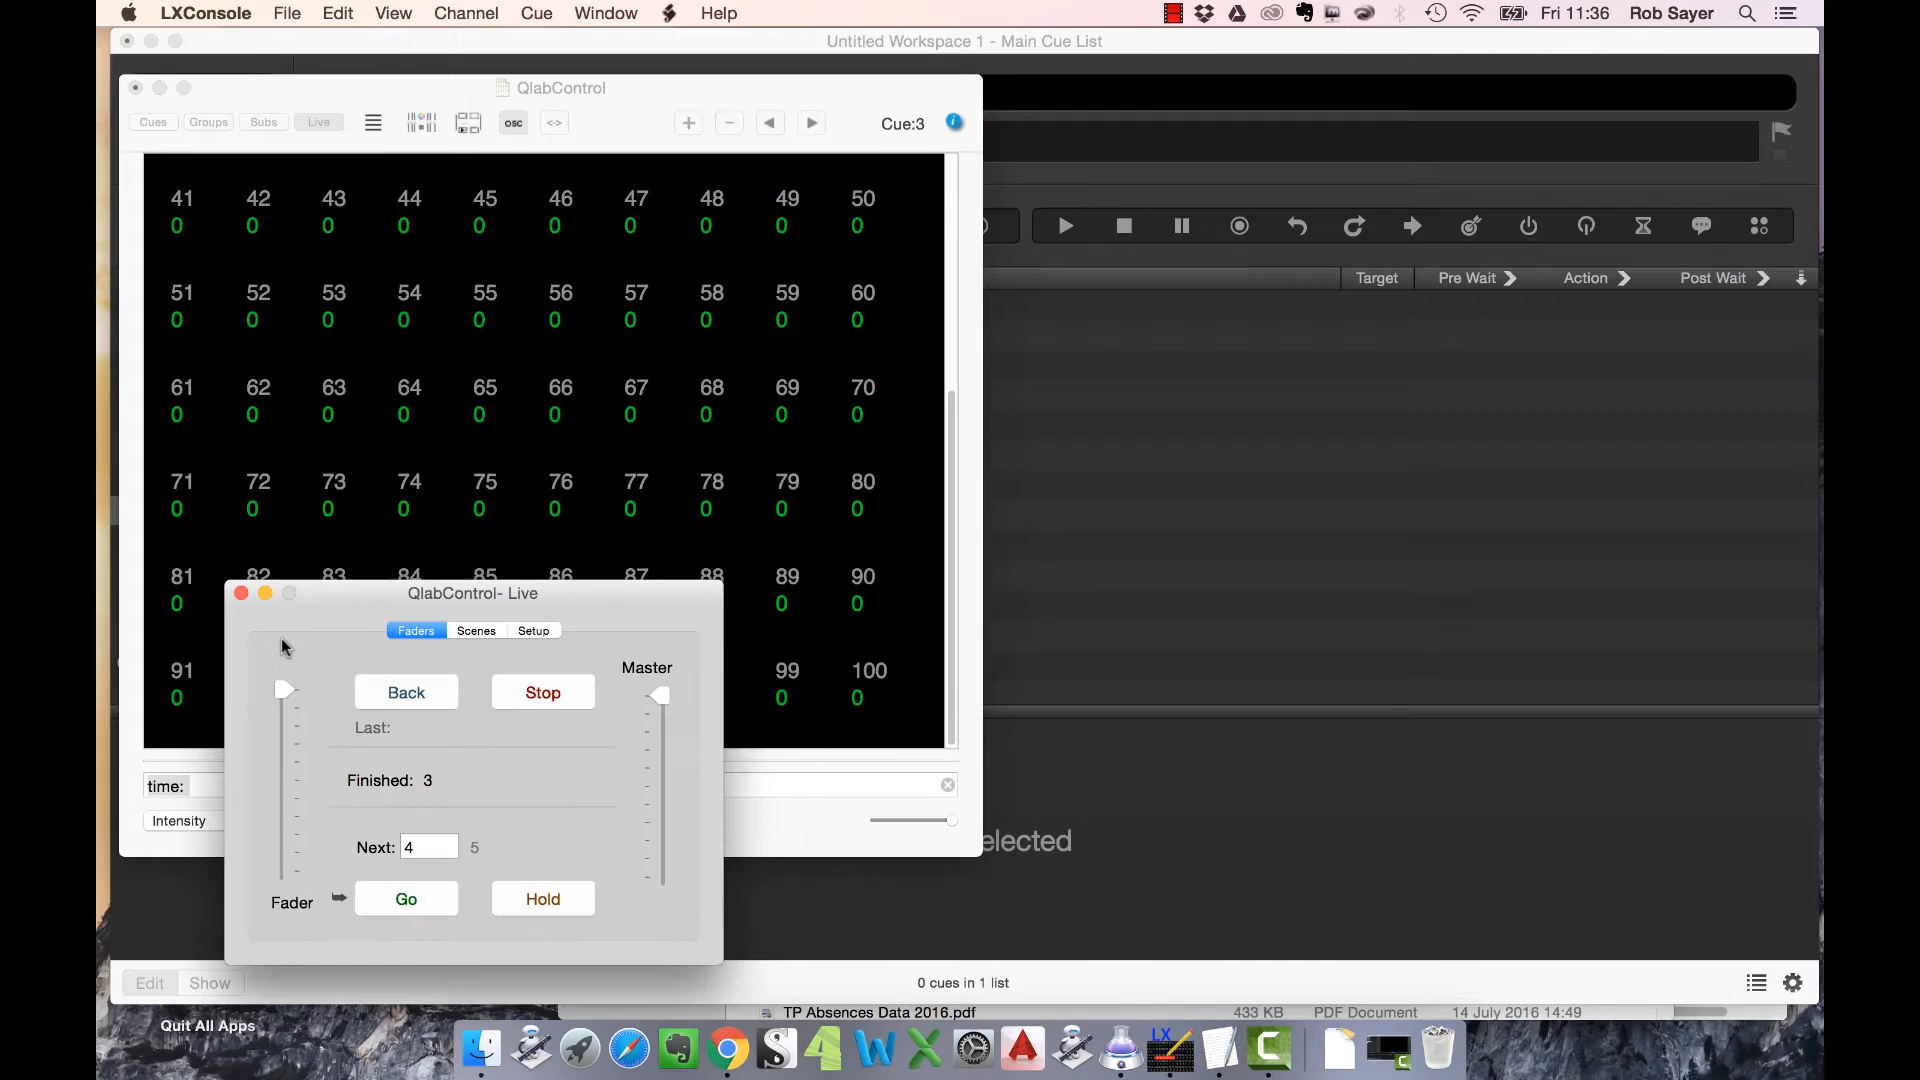 LXConsole File Edit View Channel Cue Window Help Fri 11:36 Rob Sayer
Untitled Workspace 1 - Main Cue List
QlabControl
Cues Groups Subs Live OSC <-> + − Cue:3 i
41 42 43 44 45 46 47 48 49 50
0 0 0 0 0 0 0 0 0 0
Target Pre Wait Action Post Wait
51 52 53 54 55 56 57 58 59 60
0 0 0 0 0 0 0 0 0 0
61 62 63 64 65 66 67 68 69 70
0 0 0 0 0 0 0 0 0 0
71 72 73 74 75 76 77 78 79 80
0 0 0 0 0 0 0 0 0 0
81 82 83 84 85 86 87 88 89 90
0 0 0
QlabControl- Live
Faders Scenes Setup
91 99 100
0 0 0
Master
Back Stop
Last:
Finished: 3
time:
Intensity
Next: 4 5
elected
Fader Go Hold
Edit Show 0 cues in 1 list
TP Absences Data 2016.pdf 433 KB PDF Document 14 July 2016 14:49
Quit All Apps
LX